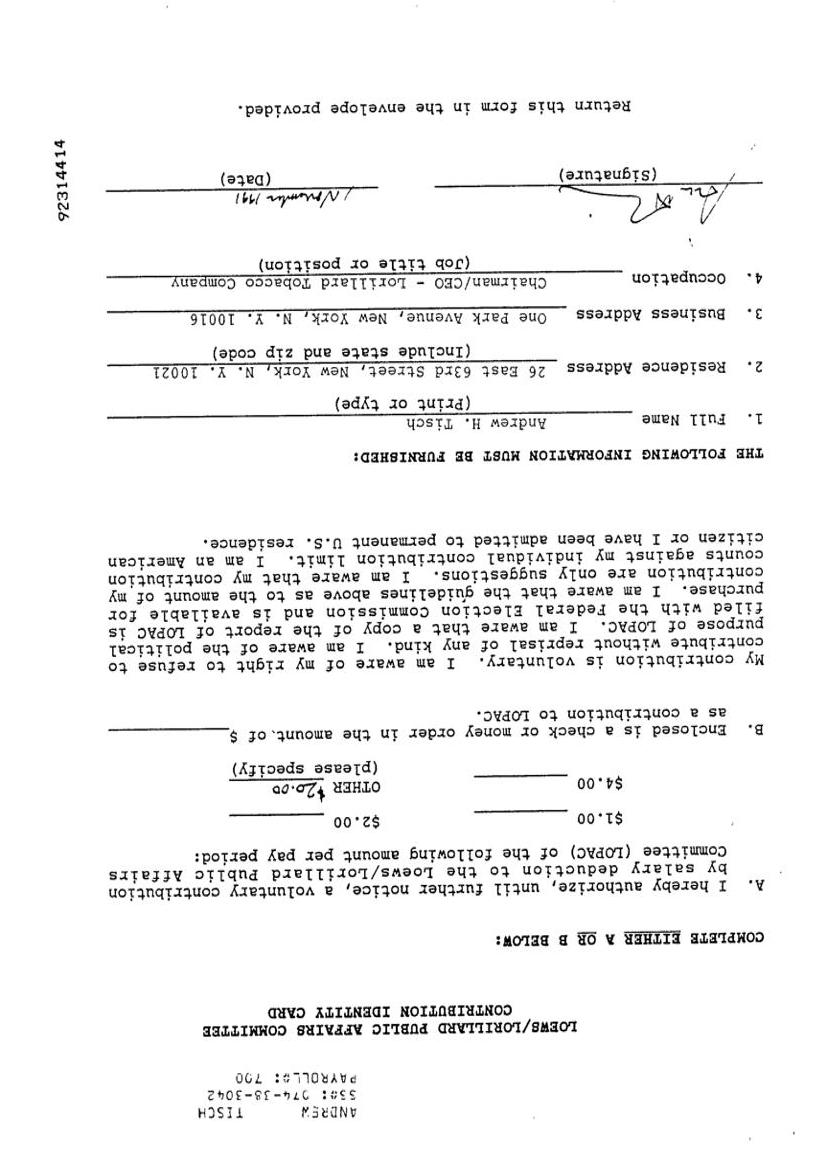 ANDREW TISCH
SS#: 074-38-3042
PAYROLL#: 700
LOEWS/LORILLARD PUBLIC AFFAIRS COMMITTEE
CONTRIBUTION IDENTITY CARD
COMPLETE EITHER A OR B BELOW:
A. I hereby authorize, until further notice, a voluntary contribution
by salary deduction to the Loews/Lorillard Public Affairs
Committee (LOPAC) of the following amount per pay period:
$1.00 $2.00
$4.00 OTHER $20.00
(please specify)
B. Enclosed is a check or money order in the amount of $
as a contribution to LOPAC.
My contribution is voluntary. I am aware of my right to refuse to
contribute without reprisal of any kind. I am aware of the political
purpose of LOPAC. I am aware that a copy of the report of LOPAC is
filed with the Federal Election Commission and is available for
purchase. I am aware that the guidelines above as to the amount of my
contribution are only suggestions. I am aware that my contribution
counts against my individual contribution limit. I am an American
citizen or I have been admitted to permanent U.S. residence.
THE FOLLOWING INFORMATION MUST BE FURNISHED:
1. Full Name Andrew H. Tisch
(Print or type)
2. Residence Address 26 East 63rd Street, New York, N. Y. 10021
(Include state and zip code)
3. Business Address One Park Avenue, New York, N. Y. 10016
4. Occupation Chairman/CEO - Lorillard Tobacco Company
(Job title or position)
1 November 1991
(Signature) (Date)
Return this form in the envelope provided.
92314414